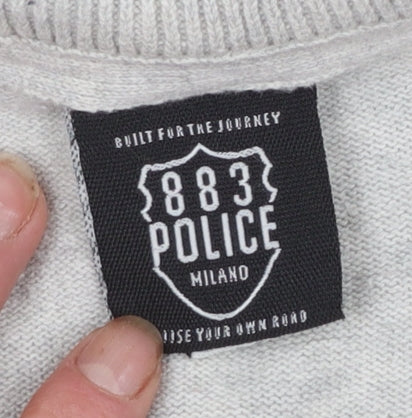 BUILT FOR THE JOURNEY
883
POLICE
MILANO
YOUR OWN ROAD